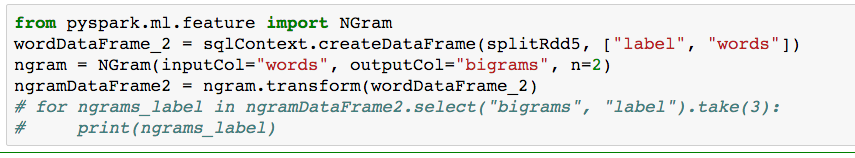 from pyspark.ml.feature import NGram
wordDataFrame_2 = sqlContext.createDataFrame(splitRdd5, ["label", "words"])
ngram = NGram(inputCol="words", outputCol="bigrams", n=2)
ngramDataFrame2 = ngram.transform(wordDataFrame_2)
# for ngrams_label in ngramDataFrame2.select("bigrams", "label").take(3):
#     print(ngrams_label)